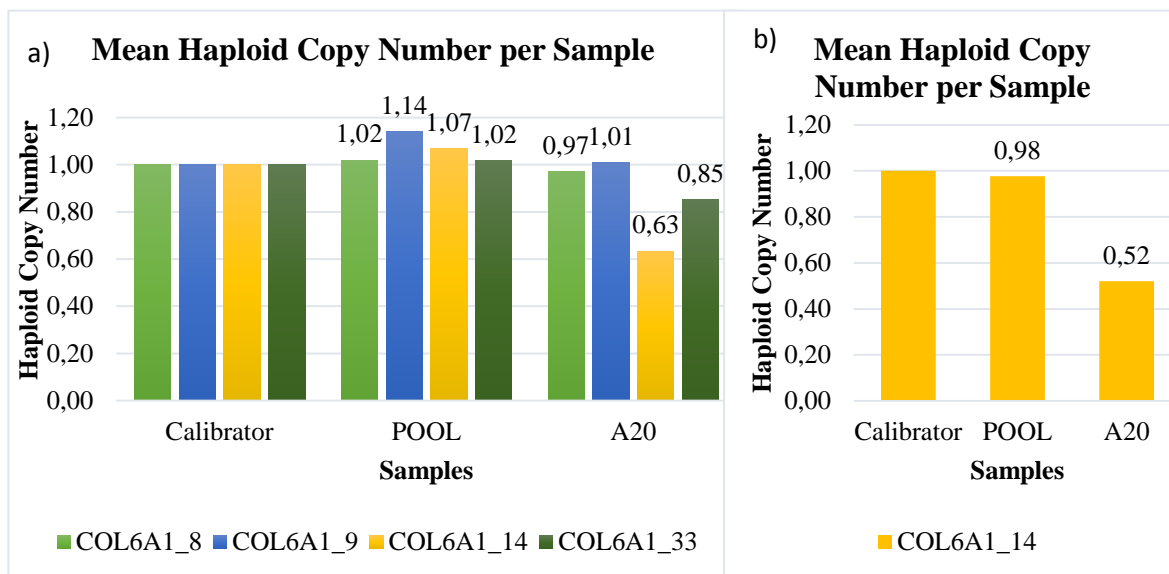 a)
Mean Haploid Copy Number per Sample
Haploid Copy Number
1,20
1,00
0,80
0,60
0,40
0,20
0,00
1,02
1,14
1,07
1,02
0,97
1,01
0,63
0,85
Calibrator POOL A20
Samples
COL6A1_8 COL6A1_9 COL6A1_14 COL6A1_33
b)
Mean Haploid Copy
Number per Sample
Haploid Copy Number
1,20
1,00
0,80
0,60
0,40
0,20
0,00
0,98
0,52
Calibrator POOL A20
Samples
COL6A1_14